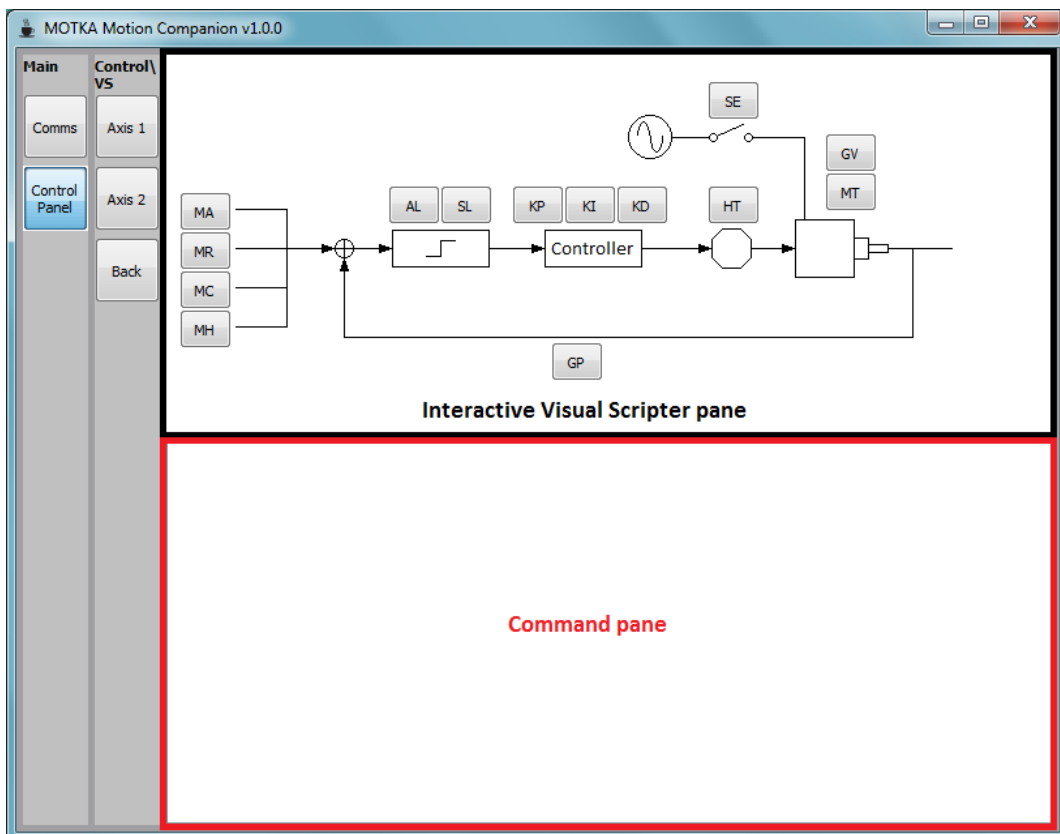 MOTKA Motion Companion v1.0.0
Main
Control\
VS
Comms
Axis 1
Control
Panel
Axis 2
Back
SE
GV
MT
AL
SL
KP
KI
KD
HT
MA
MR
MC
MH
Controller
GP
Interactive Visual Scripter pane
Command pane